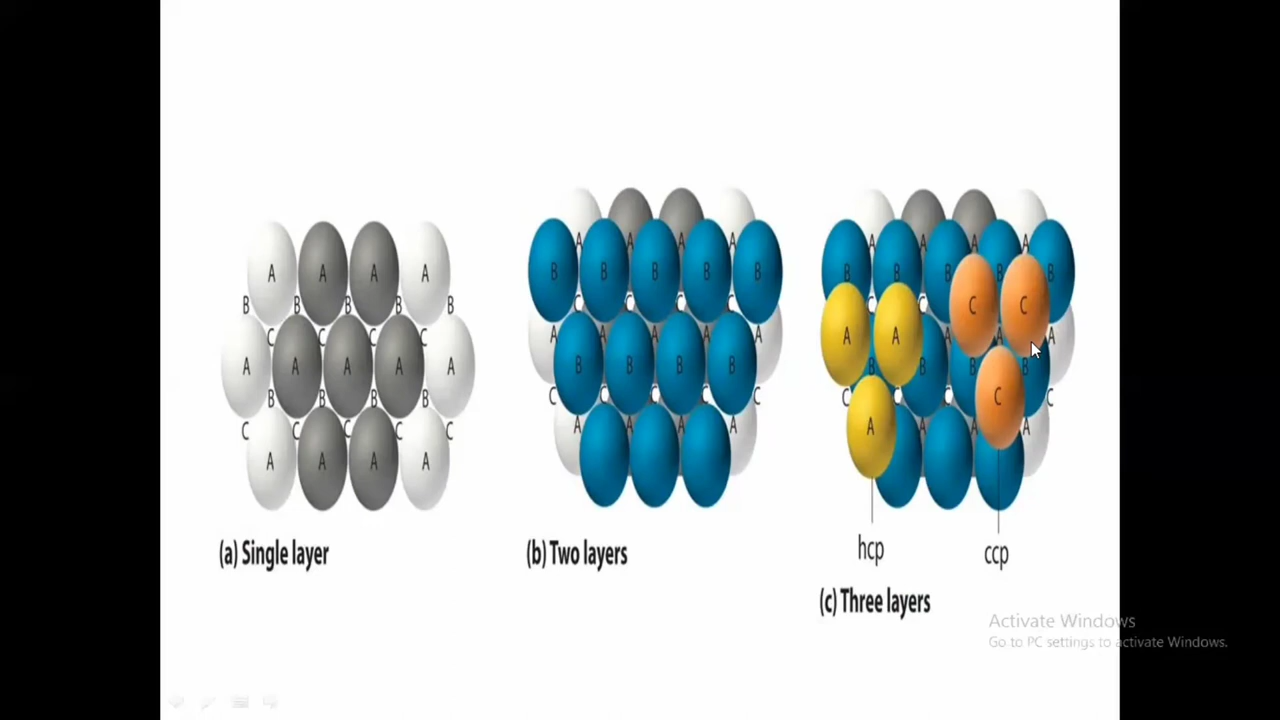 A A A A
B B B B B
C C C C
A A A A A
B B B B
C C C C C
A A A A
(a) Single layer
A A A A
B B B B B
C C C C
A A A A A
B B B B
C C C C C
A A A A
(b) Two layers
A A A A
B B B B B
C C C C
A A A A A
B B B B
C C C C C
A A A A
hcp ccp
(c) Three layers
Activate Windows
Go to PC settings to activate Windows.